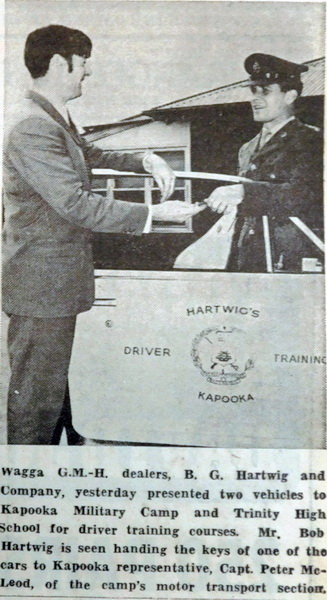 HARTWIG'S
DRIVER TRAINING
KAPOOKA
Wagga G.M.-H. dealers, B. G. Hartwig and
Company, yesterday presented two vehicles to
Kapooka Military Camp and Trinity High
School for driver training courses. Mr. Bob
Hartwig is seen handing the keys of one of the
cars to Kapooka representative, Capt. Peter Mc-
Leod, of the camp's motor transport section.